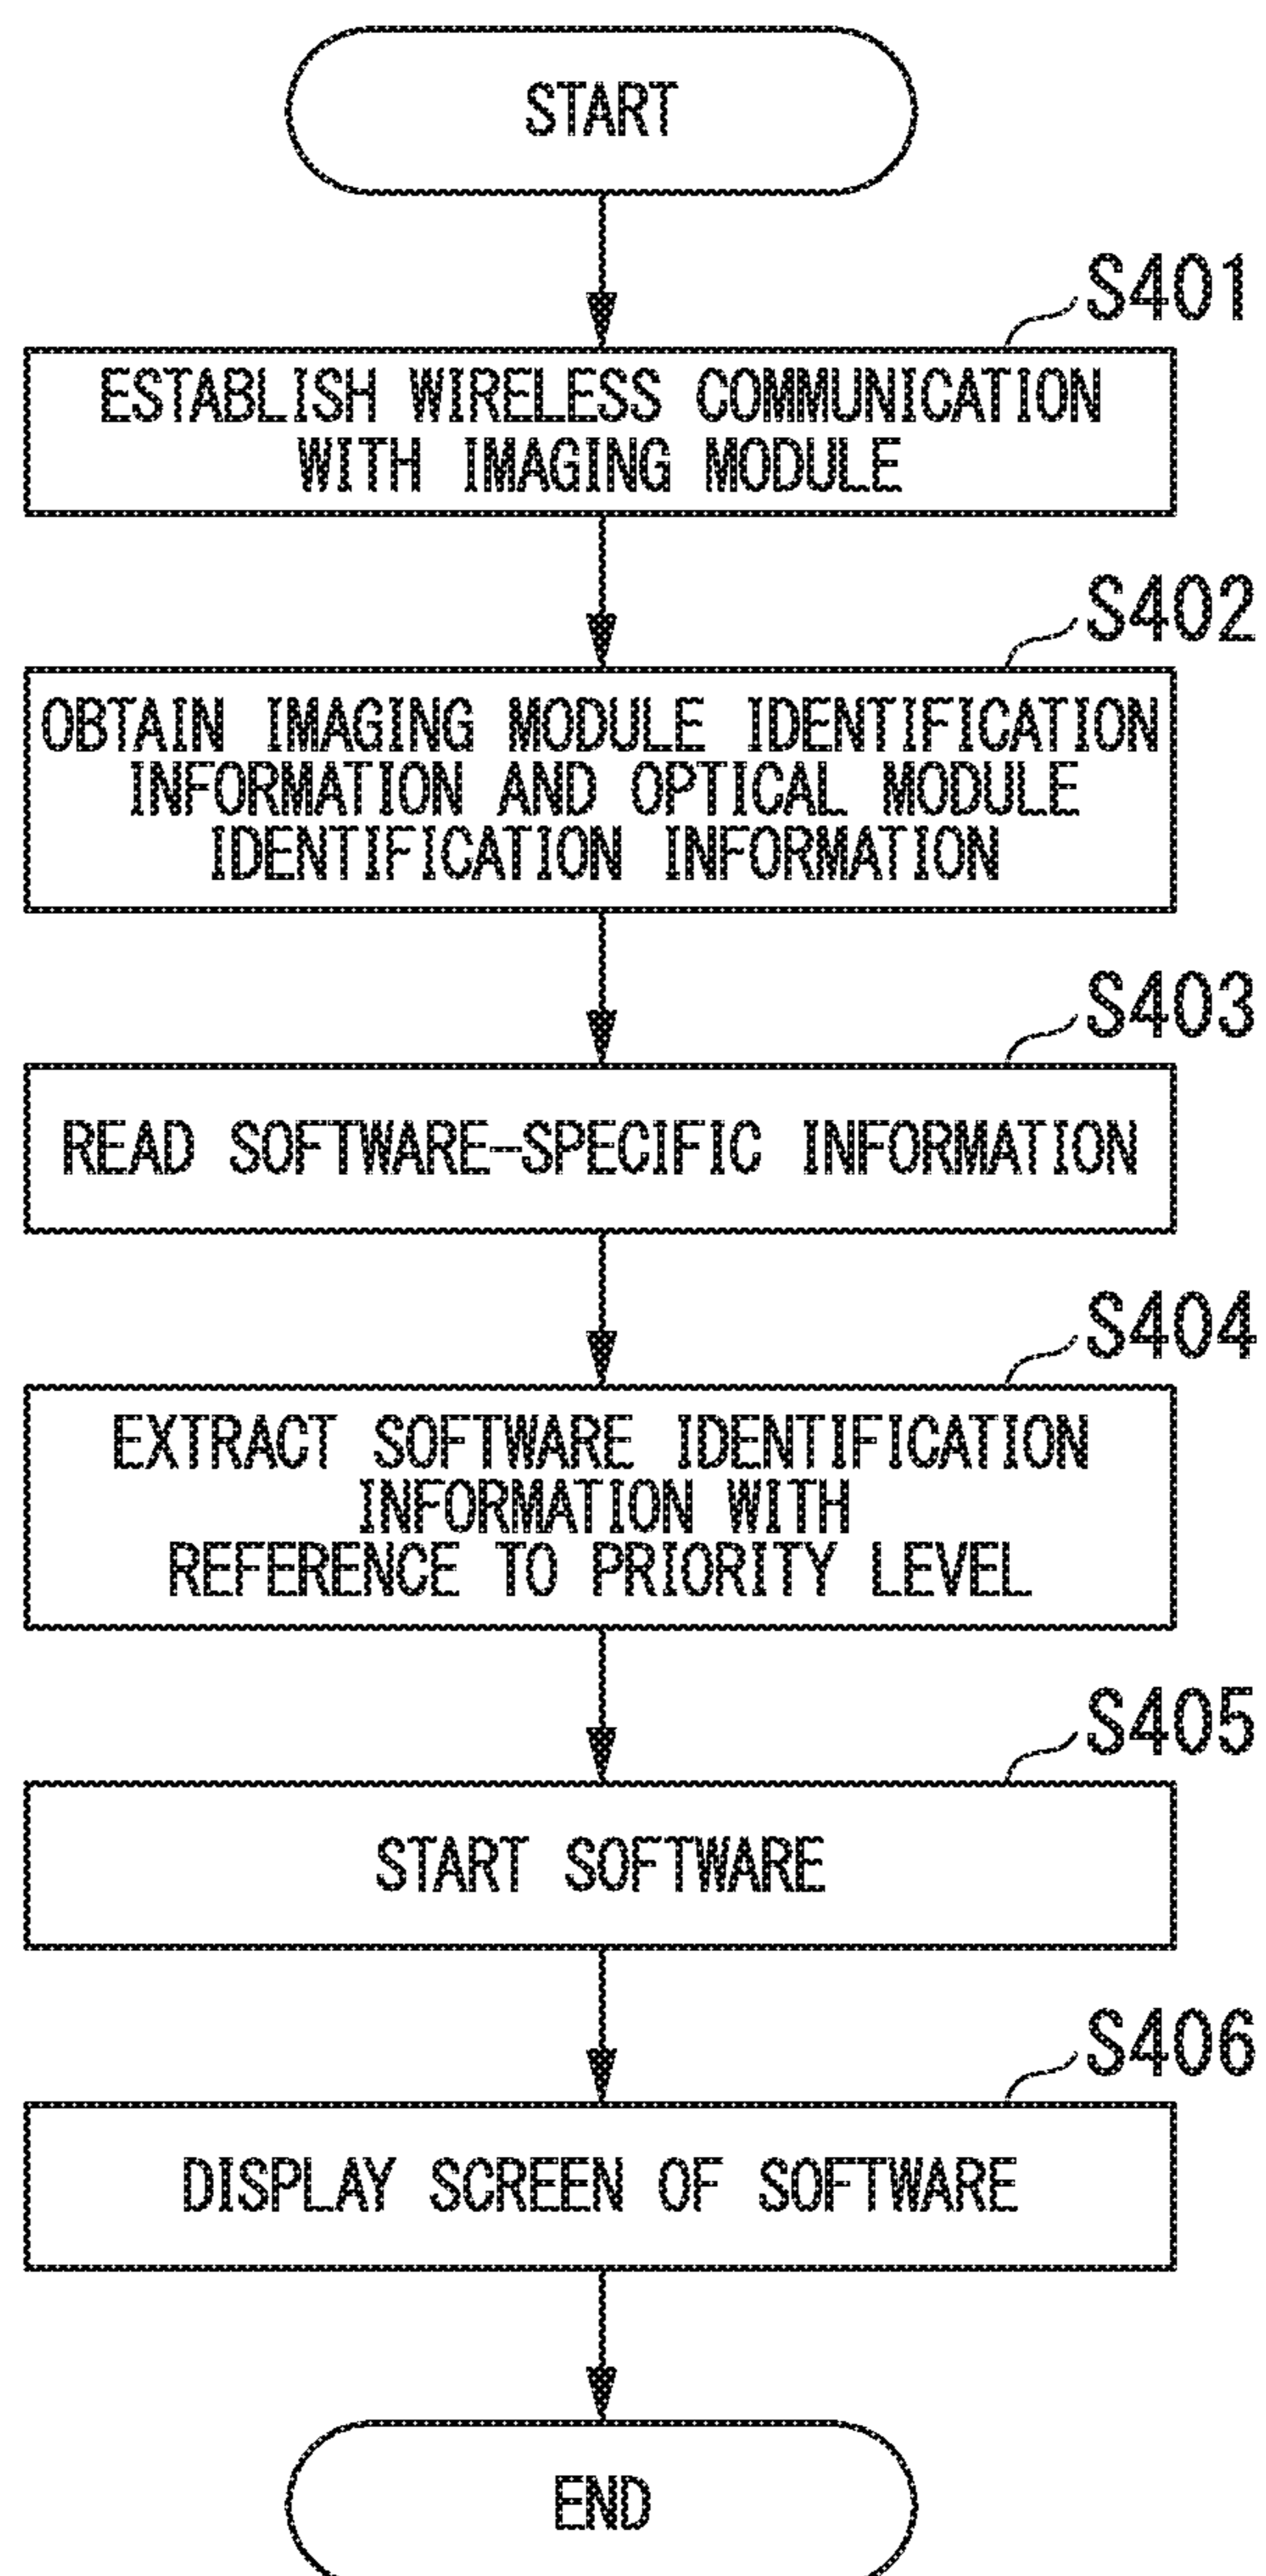 START
S401
ESTABLISH WIRELESS COMMUNICATION
WITH IMAGING MODULE
S402
OBTAIN IMAGING MODULE IDENTIFICATION
INFORMATION AND OPTICAL MODULE
IDENTIFICATION INFORMATION
S403
READ SOFTWARE-SPECIFIC INFORMATION
S404
EXTRACT SOFTWARE IDENTIFICATION
INFORMATION WITH
REFERENCE TO PRIORITY LEVEL
S405
START SOFTWARE
S406
DISPLAY SCREEN OF SOFTWARE
END